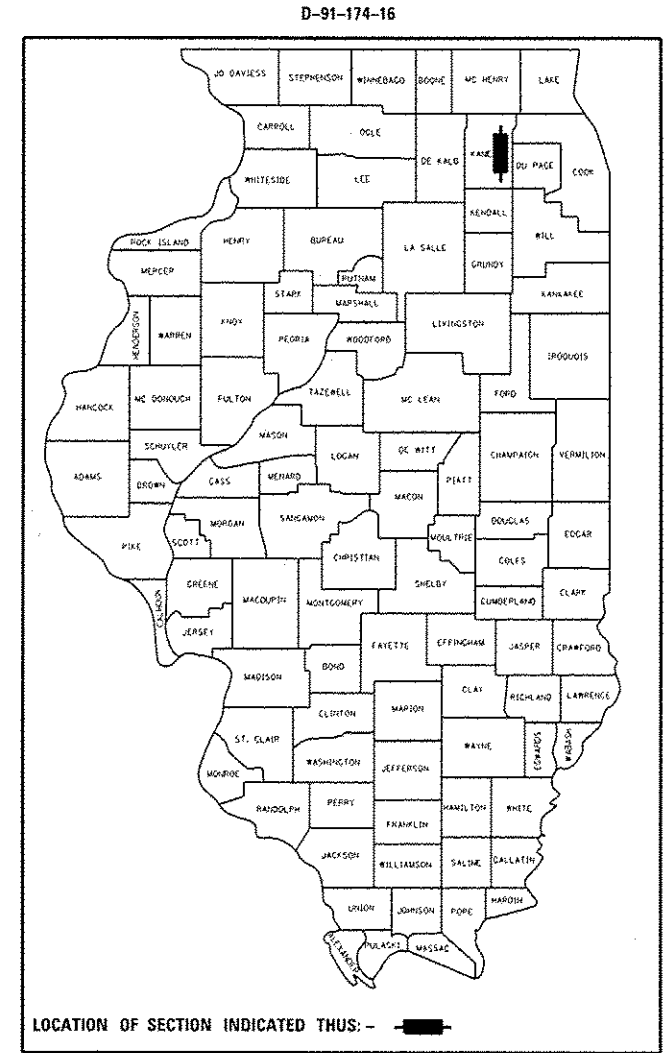 D-91-174-16
JO DAVIESS STEPHENSON WINNEBAGO BOONE MC HENRY LAKE
CARROLL OGLE DE KALB KANE DU PAGE COOK
WHITESIDE LEE
KENDALL
ROCK ISLAND HENRY BUREAU LA SALLE WILL
MERCER PUTNAM GRUNDY
STARK MARSHALL KANKAKEE
HENDERSON WARREN KNOX PEORIA WOODFORD LIVINGSTON IROQUOIS
HANCOCK MC DONOUGH FULTON TAZEWELL MC LEAN FORD
MASON
SCHUYLER LOGAN DE WITT CHAMPAIGN VERMILION
ADAMS BROWN CASS MENARD PIATT
MACON
MORGAN SANGAMON DOUGLAS
PIKE SCOTT CHRISTIAN MOULTRIE EDGAR
COLES
GREENE SHELBY
CALHOUN MACOUPIN MONTGOMERY CUMBERLAND CLARK
JERSEY
FAYETTE EFFINGHAM JASPER CRAWFORD
MADISON BOND
CLAY RICHLAND LAWRENCE
CLINTON MARION
ST. CLAIR WAYNE EDWARDS WABASH
WASHINGTON JEFFERSON
MONROE
RANDOLPH PERRY HAMILTON WHITE
FRANKLIN
JACKSON WILLIAMSON SALINE GALLATIN
UNION JOHNSON POPE HARDIN
ALEXANDER PULASKI MASSAC
LOCATION OF SECTION INDICATED THUS: -